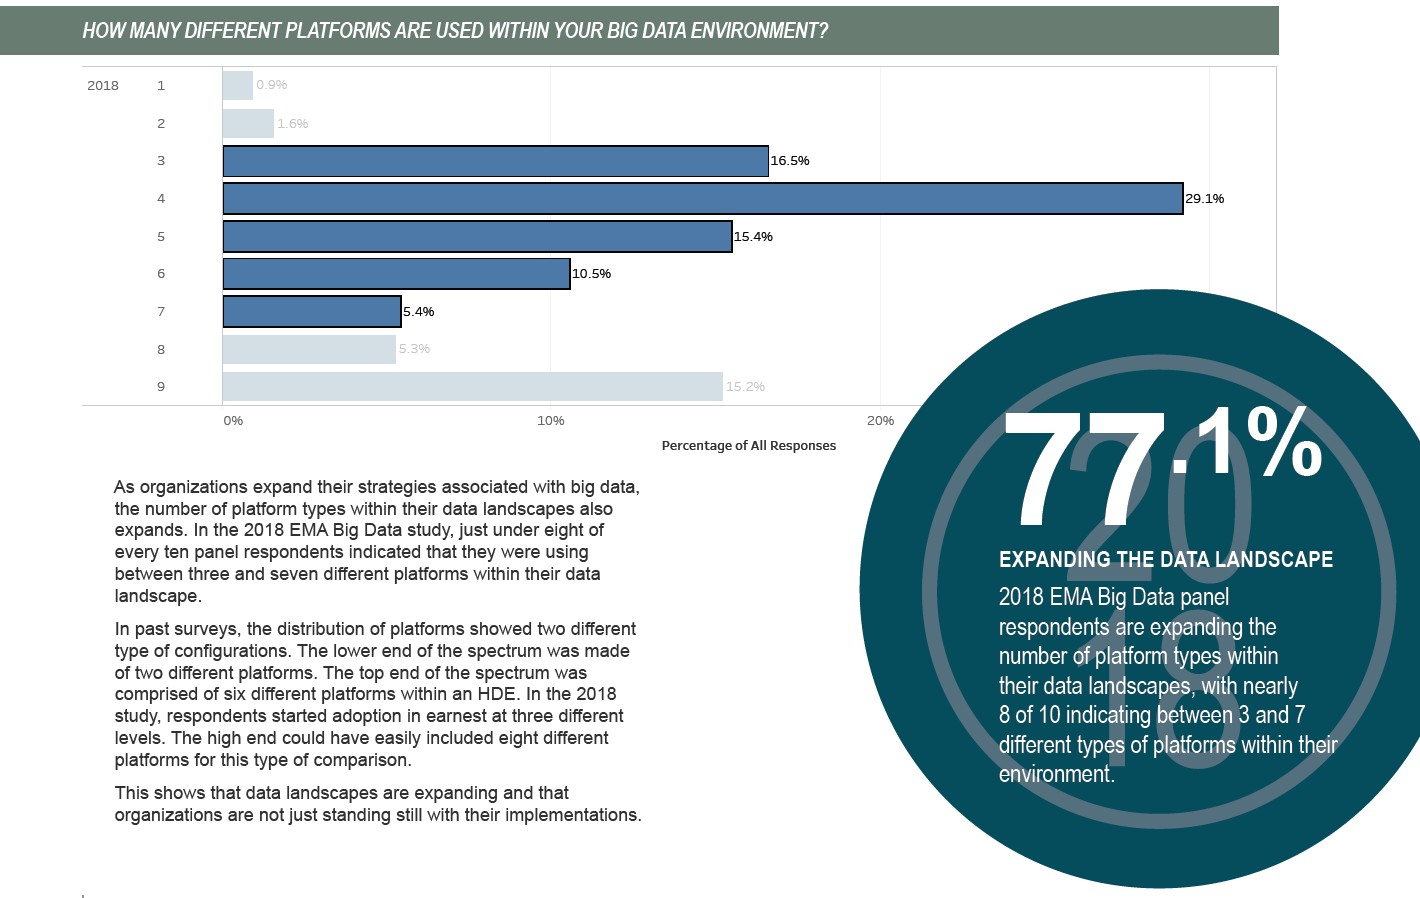 HOW MANY DIFFERENT PLATFORMS ARE USED WITHIN YOUR BIG DATA ENVIRONMENT?
2018 1 0.9%
2 1.6%
3 16.5%
4 29.1%
5 15.4%
6 10.5%
7 5.4%
8 5.3%
9 15.2%
0% 10% 20%
Percentage of All Responses
As organizations expand their strategies associated with big data,
the number of platform types within their data landscapes also
expands. In the 2018 EMA Big Data study, just under eight of
every ten panel respondents indicated that they were using
between three and seven different platforms within their data
landscape.
In past surveys, the distribution of platforms showed two different
type of configurations. The lower end of the spectrum was made
of two different platforms. The top end of the spectrum was
comprised of six different platforms within an HDE. In the 2018
study, respondents started adoption in earnest at three different
levels. The high end could have easily included eight different
platforms for this type of comparison.
This shows that data landscapes are expanding and that
organizations are not just standing still with their implementations.
20
18
77.1%
EXPANDING THE DATA LANDSCAPE
2018 EMA Big Data panel
respondents are expanding the
number of platform types within
their data landscapes, with nearly
8 of 10 indicating between 3 and 7
different types of platforms within their
environment.